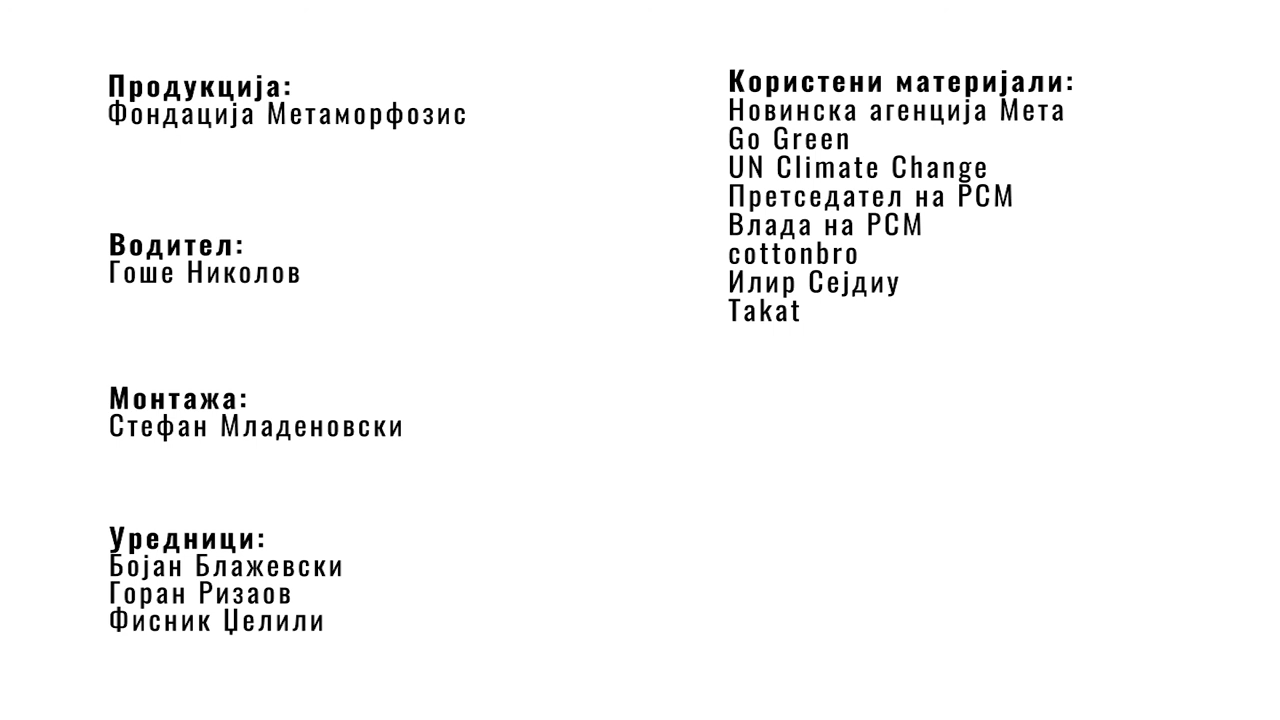 Продукција:
Фондација Метаморфозис
Водител:
Гоше Николов
Монтажа:
Стефан Младеновски
Уредници:
Бојан Блажевски
Горан Ризаов
Фисник Џелили
Користени материјали:
Новинска агенција Мета
Go Green
UN Climate Change
Претседател на РСМ
Влада на РСМ
cottonbro
Илир Сејдиу
Takat